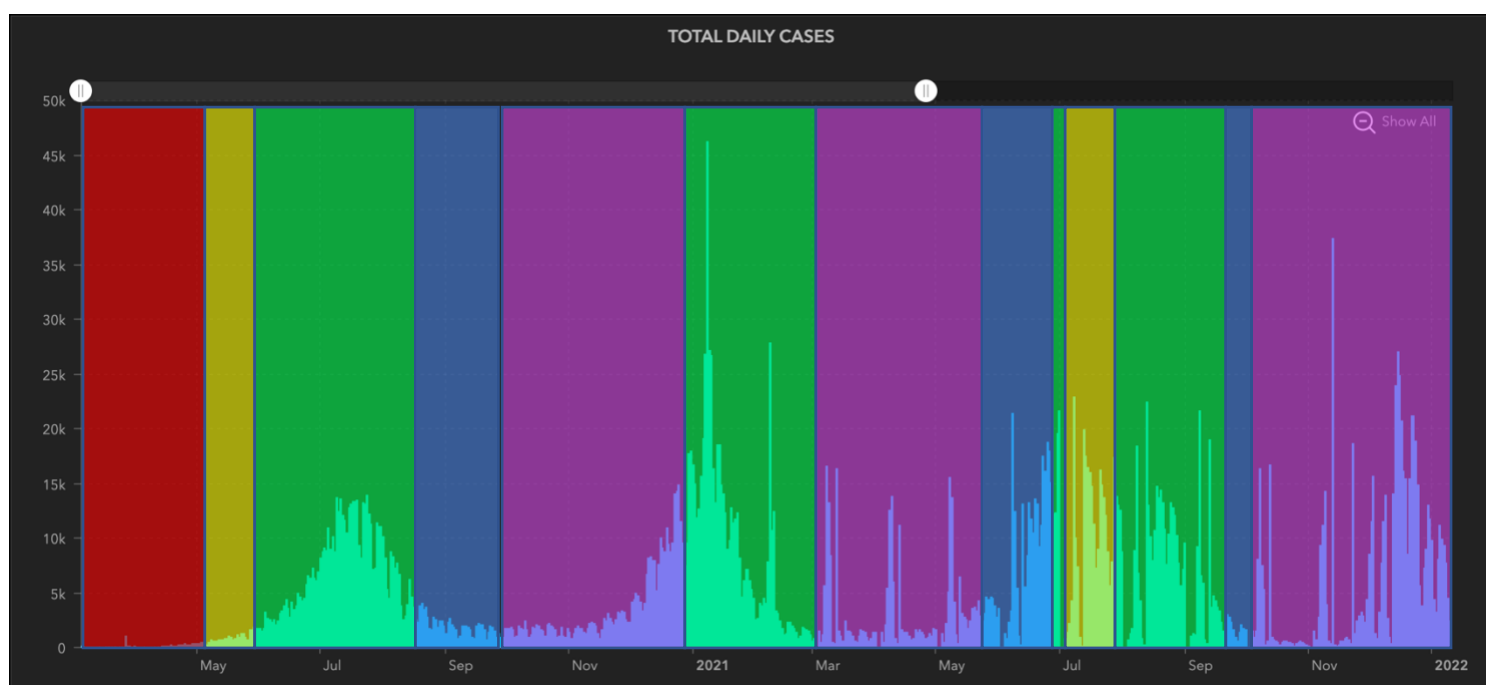 TOTAL DAILY CASES
50k
Show All
45k
40k
35k
30k
25k
20k
15k
10k
5k
0
May Jul Sep Nov 2021 Mar May Jul Sep Nov 2022